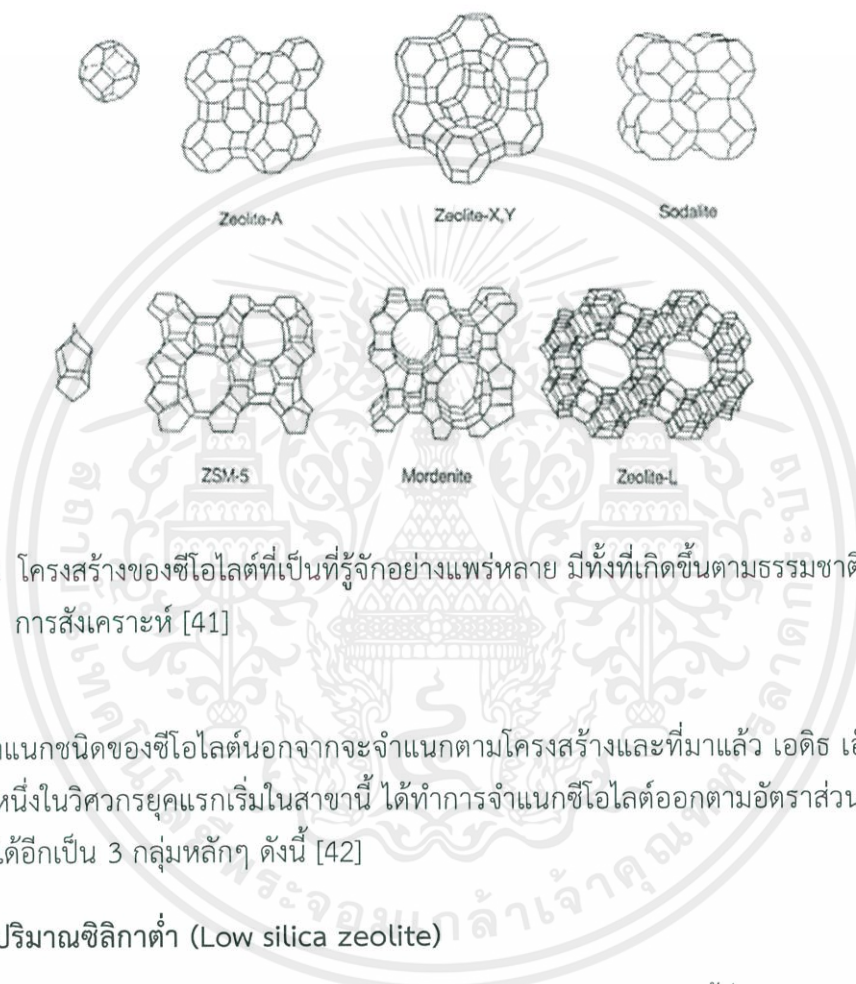 Zeolite-A Zeolite-X,Y Sodalite
ZSM-5 Mordenite Zeolite-L
โครงสร้างของซีโอไลต์ที่เป็นที่รู้จักอย่างแพร่หลาย มีทั้งที่เกิดขึ้นตามธรรมชาติ
การสังเคราะห์ [41]
แนกชนิดของซีโอไลต์นอกจากจะจำแนกตามโครงสร้างและที่มาแล้ว เอดิธ
หนึ่งในวิศวกรยุคแรกเริ่มในสาขานี้ ได้ทำการจำแนกซีโอไลต์ออกตามอัตราส่วน
ได้อีกเป็น 3 กลุ่มหลักๆ ดังนี้ [42]
ปริมาณซิลิกาต่ำ (Low silica zeolite)